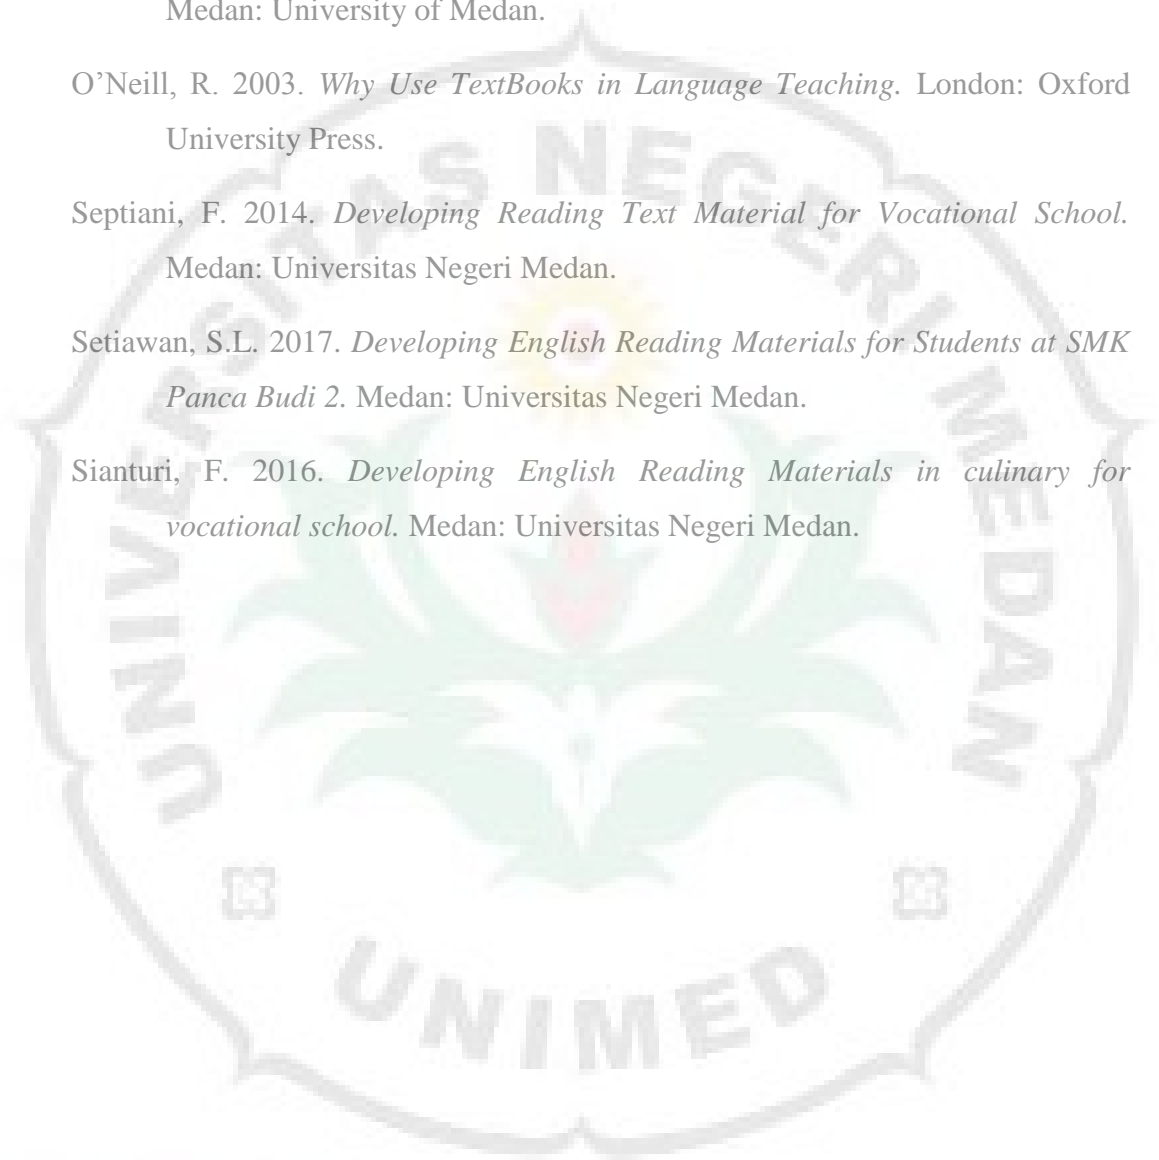 Medan: University of Medan.
O’Neill, R. 2003. Why Use TextBooks in Language Teaching. London: Oxford
University Press.
Septiani, F. 2014. Developing Reading Text Material for Vocational School.
Medan: Universitas Negeri Medan.
Setiawan, S.L. 2017. Developing English Reading Materials for Students at SMK
Panca Budi 2. Medan: Universitas Negeri Medan.
Sianturi, F. 2016. Developing English Reading Materials in culinary for
vocational school. Medan: Universitas Negeri Medan.
UNIVERSITAS NEGERI MEDAN
UNIMED